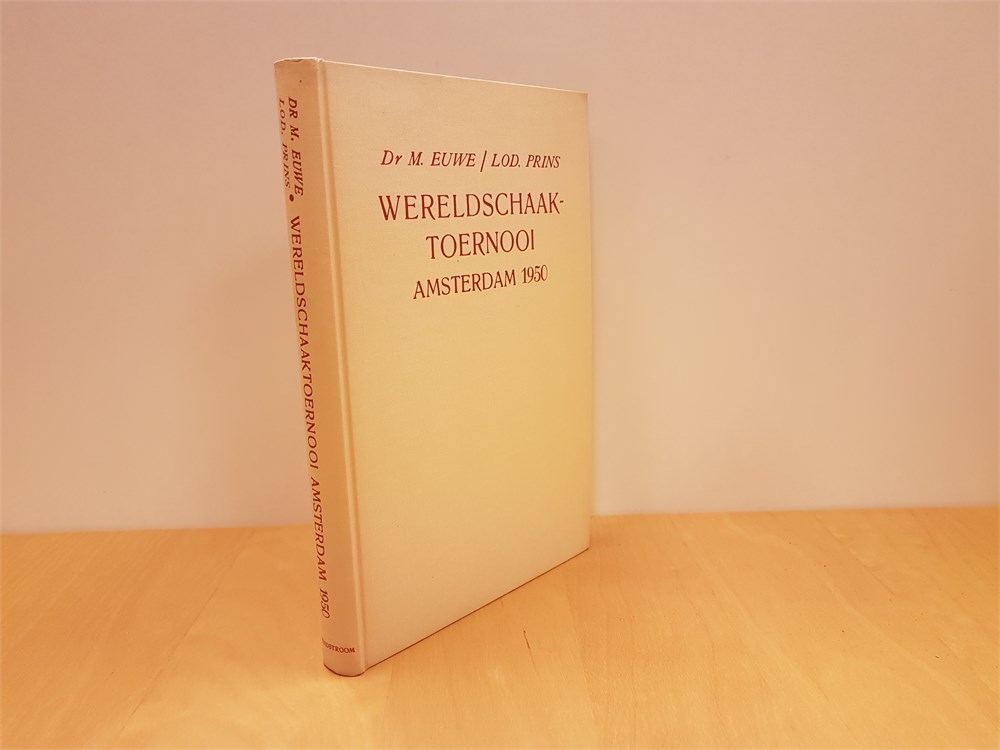 Dr M. EUWE / LOD. PRINS
WERELDSCHAAK-
TOERNOOI
AMSTERDAM 1950
DR M. EUWE
LOD. PRINS • WERELDSCHAAKTOERNOOI AMSTERDAM 1950